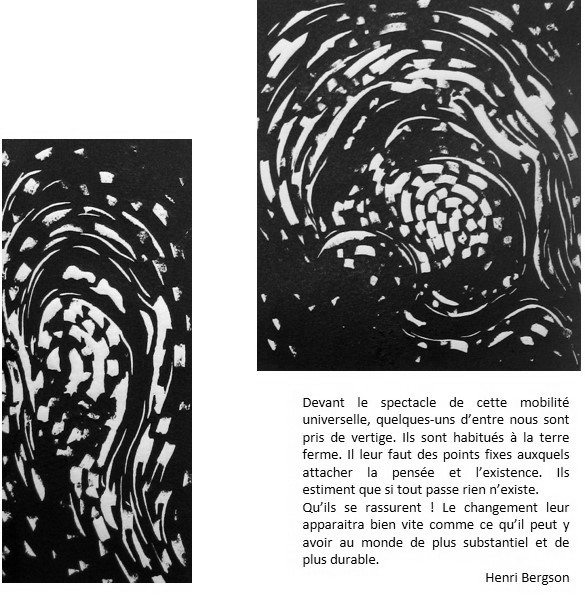 Devant le spectacle de cette mobilité
universelle, quelques-uns d'entre nous sont
pris de vertige. Ils sont habitués à la terre
ferme. Il leur faut des points fixes auxquels
attacher la pensée et l'existence. Ils
estiment que si tout passe rien n'existe.
Qu'ils se rassurent ! Le changement leur
apparaitra bien vite comme ce qu'il peut y
avoir au monde de plus substantiel et de
plus durable.
Henri Bergson